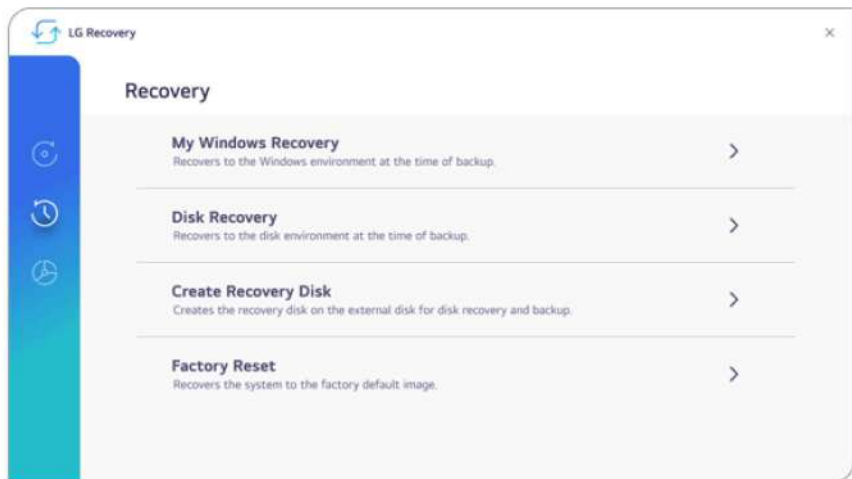 LG Recovery
Recovery
My Windows Recovery
Recovers to the Windows environment at the time of backup.
Disk Recovery
Recovers to the disk environment at the time of backup.
Create Recovery Disk
Creates the recovery disk on the external disk for disk recovery and backup.
Factory Reset
Recovers the system to the factory default image.